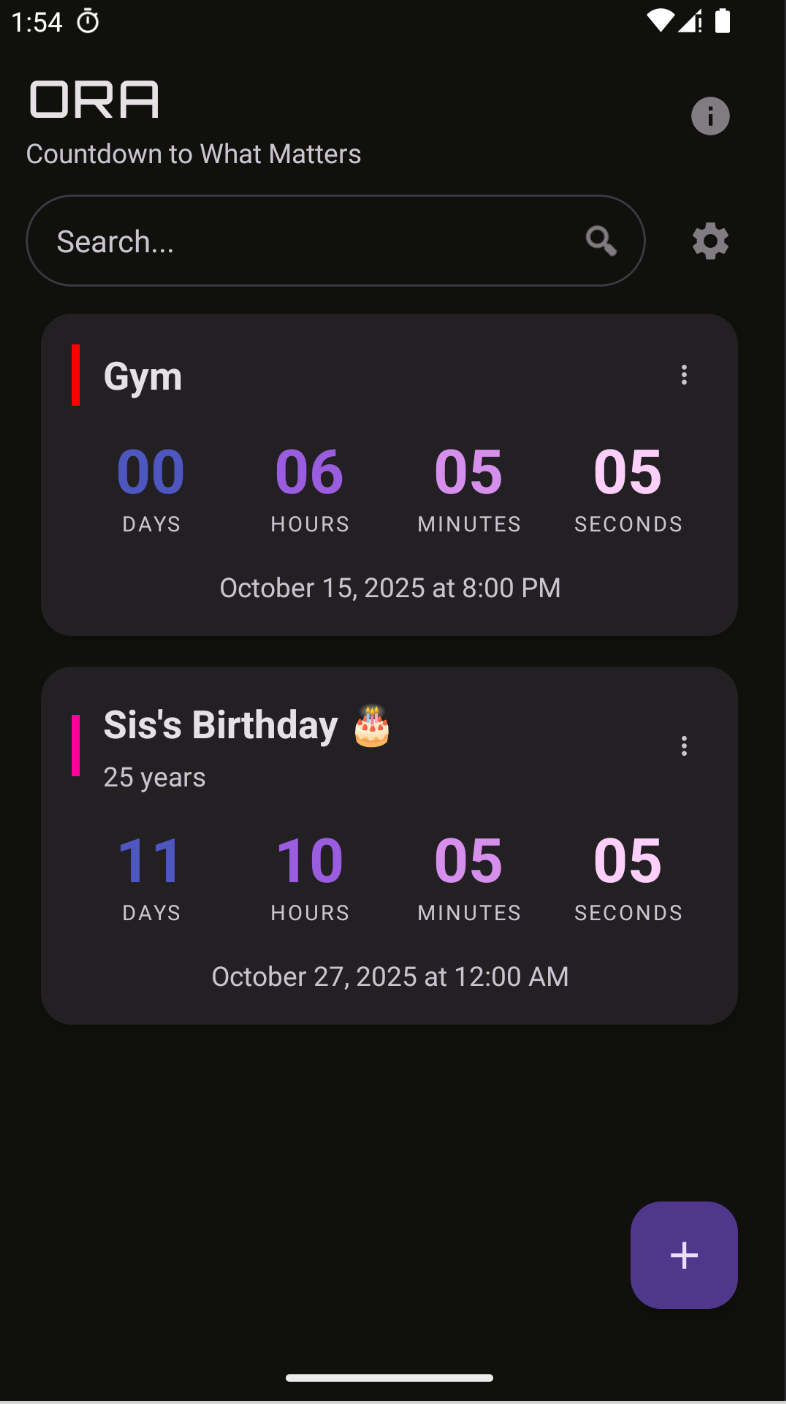 1:54
ORA
Countdown to What Matters
Search...
Gym
00 06 05 05
DAYS HOURS MINUTES SECONDS
October 15, 2025 at 8:00 PM
Sis's Birthday 🎂
25 years
11 10 05 05
DAYS HOURS MINUTES SECONDS
October 27, 2025 at 12:00 AM
+